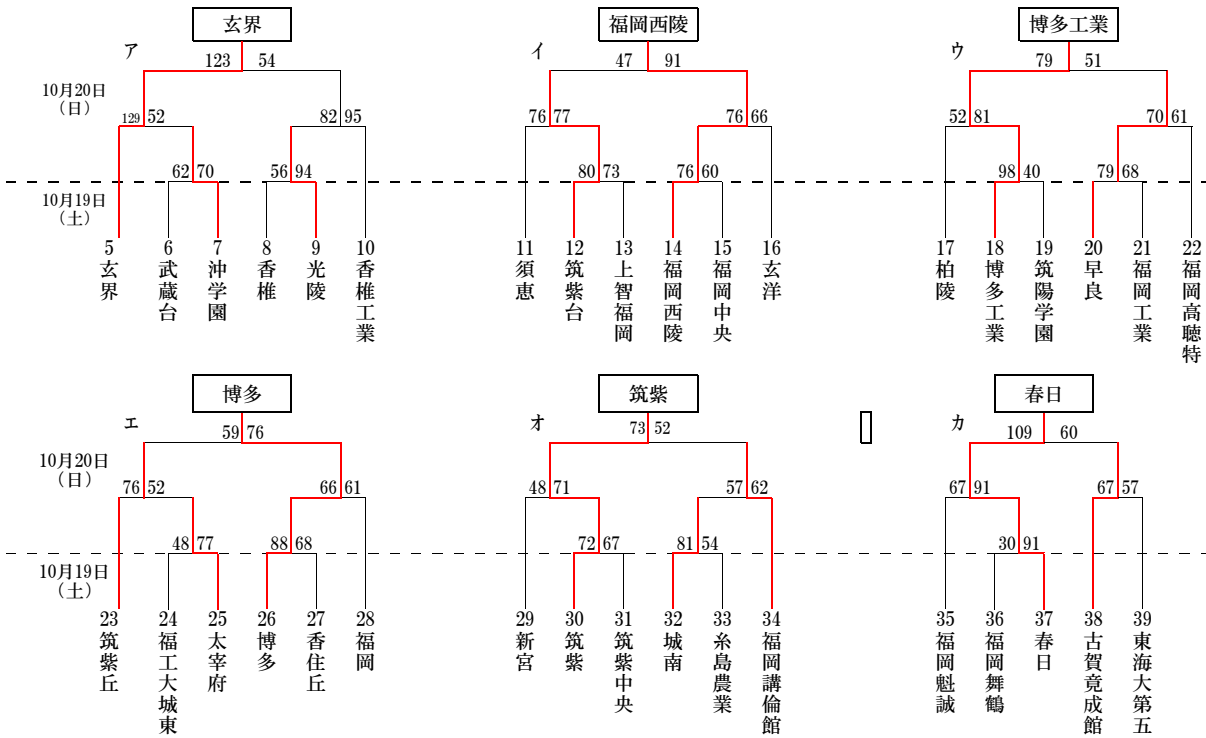 玄界
福岡西陵
博多工業
ア
イ
ウ
123 54
47 91
79 51
10月20日
(日)
129 52
82 95
76 77
76 66
52 81
70 61
62 70
56 94
80 73
76 60
98 40
79 68
10月19日
(土)
5 6 7 8 9 10
11 12 13 14 15 16
17 18 19 20 21 22
玄界
武蔵台
沖学園
香椎
光陵
香椎工業
須恵
筑紫台
上智福岡
福岡西陵
福岡中央
玄洋
柏陵
博多工業
筑陽学園
早良
福岡工業
福岡高聴特
博多
筑紫
春日
エ
オ
カ
59 76
73 52
109 60
10月20日
(日)
76 52
66 61
48 71
57 62
67 91
67 57
48 77
88 68
72 67
81 54
30 91
10月19日
(土)
23 24 25 26 27 28
29 30 31 32 33 34
35 36 37 38 39
筑紫丘
福工大城東
太宰府
博多
香住丘
福岡
新宮
筑紫
筑紫中央
城南
糸島農業
福岡講倫館
福岡魁誠
福岡舞鶴
春日
古賀竟成館
東海大第五